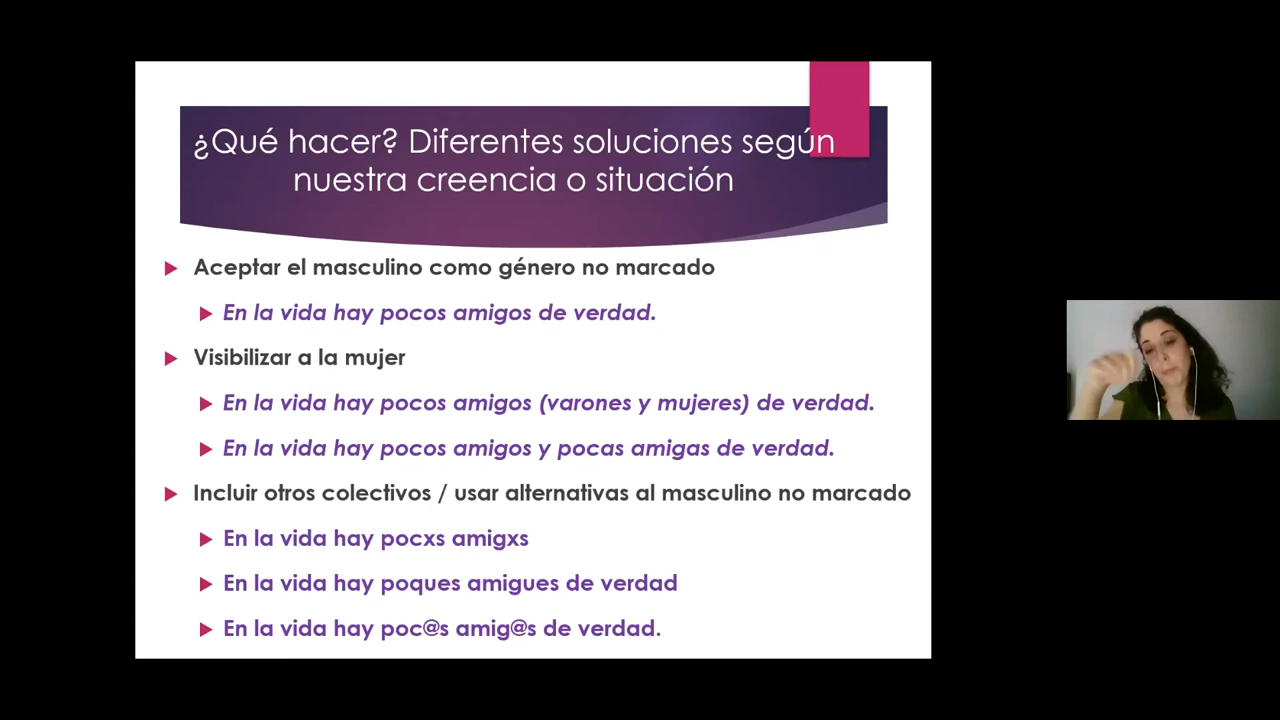 ¿Qué hacer? Diferentes soluciones según
nuestra creencia o situación
Aceptar el masculino como género no marcado
En la vida hay pocos amigos de verdad.
Visibilizar a la mujer
En la vida hay pocos amigos (varones y mujeres) de verdad.
En la vida hay pocos amigos y pocas amigas de verdad.
Incluir otros colectivos / usar alternativas al masculino no marcado
En la vida hay pocxs amigxs
En la vida hay poques amigues de verdad
En la vida hay poc@s amig@s de verdad.